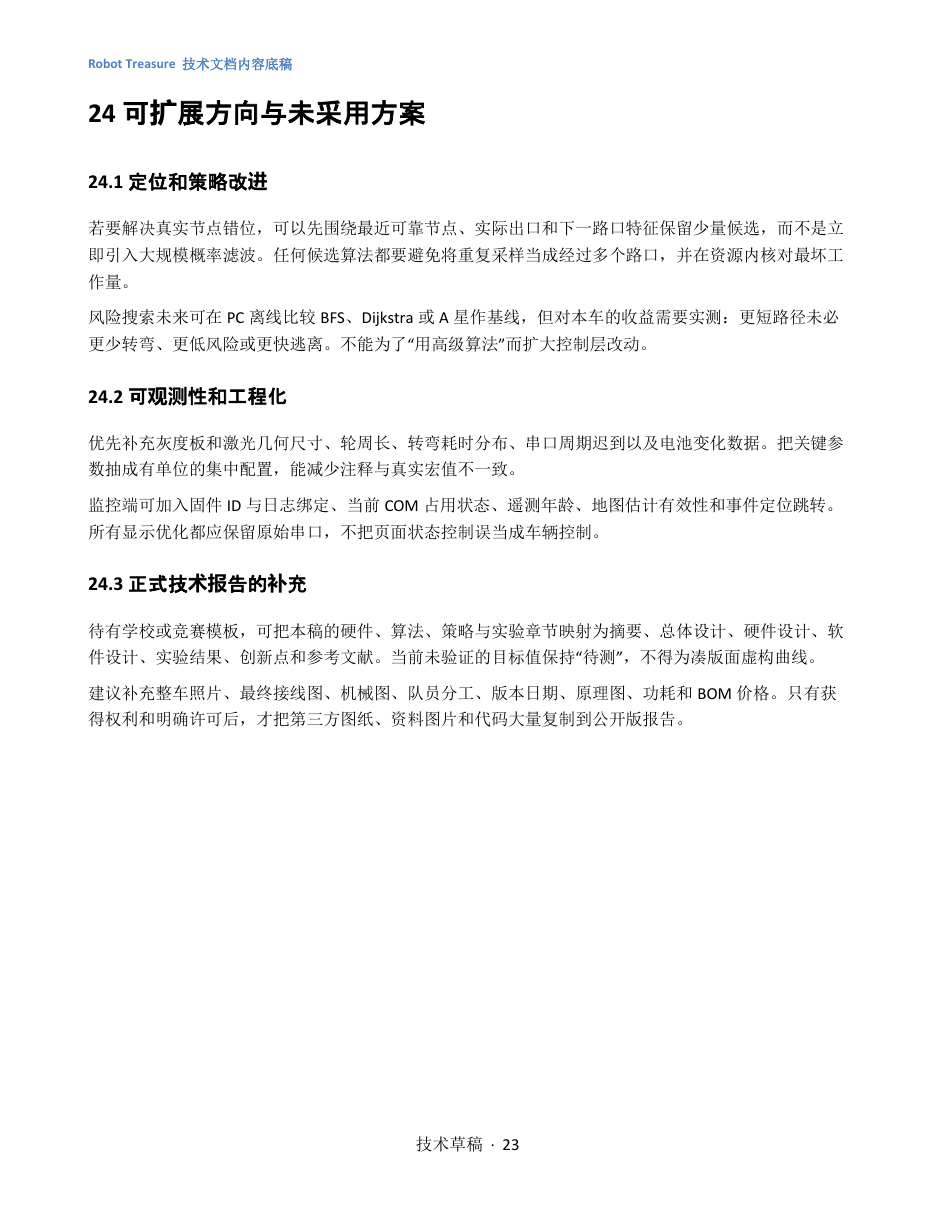 Robot Treasure 技术文档内容底稿
24 可扩展方向与未采用方案
24.1 定位和策略改进
若要解决真实节点错位，可以先围绕最近可靠节点、实际出口和下一路口特征保留少量候选，而不是立
即引入大规模概率滤波。任何候选算法都要避免将重复采样当成经过多个路口，并在资源内核对最坏工
作量。
风险搜索未来可在 PC 离线比较 BFS、Dijkstra 或 A 星作基线，但对本车的收益需要实测：更短路径未必
更少转弯、更低风险或更快逃离。不能为了“用高级算法”而扩大控制层改动。
24.2 可观测性和工程化
优先补充灰度板和激光几何尺寸、轮周长、转弯耗时分布、串口周期迟到以及电池变化数据。把关键参
数抽成有单位的集中配置，能减少注释与真实宏值不一致。
监控端可加入固件 ID 与日志绑定、当前 COM 占用状态、遥测年龄、地图估计有效性和事件定位跳转。
所有显示优化都应保留原始串口，不把页面状态控制误当成车辆控制。
24.3 正式技术报告的补充
待有学校或竞赛模板，可把本稿的硬件、算法、策略与实验章节映射为摘要、总体设计、硬件设计、软
件设计、实验结果、创新点和参考文献。当前未验证的目标值保持“待测”，不得为凑版面虚构曲线。
建议补充整车照片、最终接线图、机械图、队员分工、版本日期、原理图、功耗和 BOM 价格。只有获
得权利和明确许可后，才把第三方图纸、资料图片和代码大量复制到公开版报告。
技术草稿 · 23